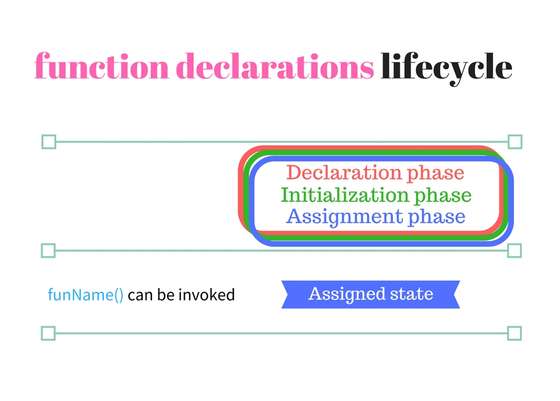 function declarations lifecycle
Declaration phase
Initialization phase
Assignment phase
funName() can be invoked
Assigned state